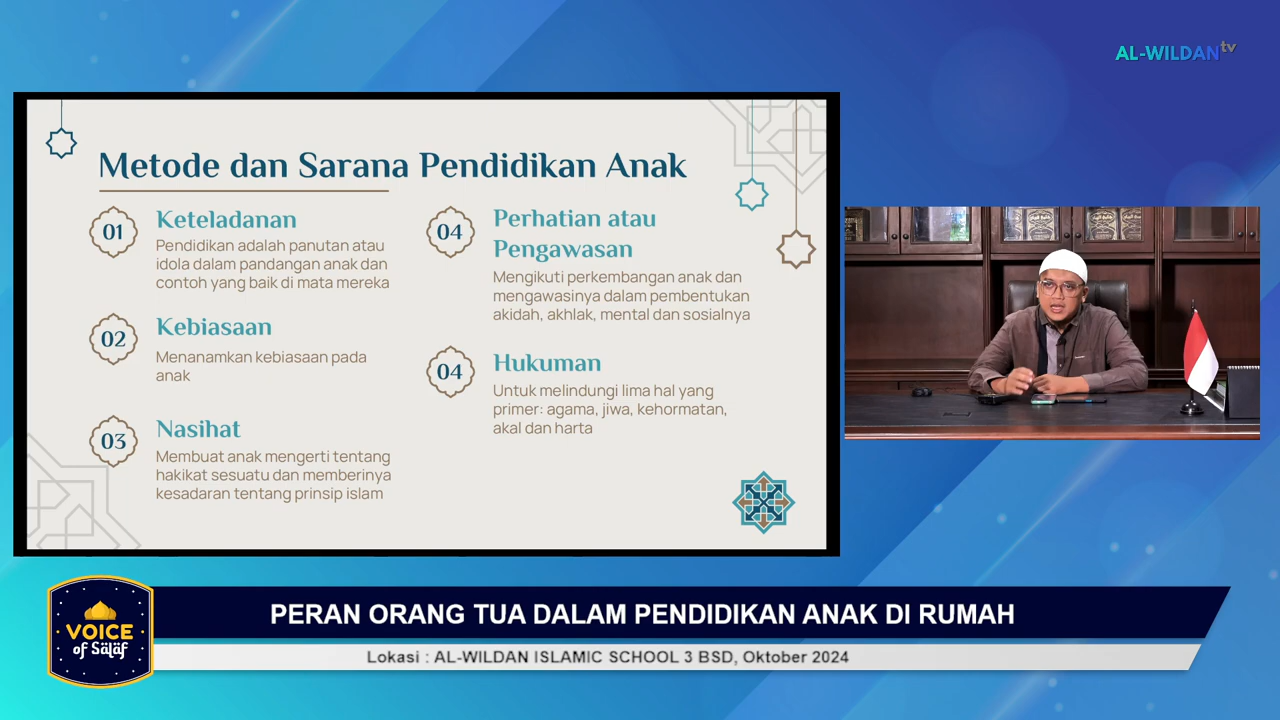 AL-WILDAN tv
Metode dan Sarana Pendidikan Anak
01
Keteladanan
Pendidikan adalah panutan atau
idola dalam pandangan anak dan
contoh yang baik di mata mereka
02
Kebiasaan
Menanamkan kebiasaan pada
anak
03
Nasihat
Membuat anak mengerti tentang
hakikat sesuatu dan memberinya
kesadaran tentang prinsip islam
04
Perhatian atau
Pengawasan
Mengikuti perkembangan anak dan
mengawasinya dalam pembentukan
akidah, akhlak, mental dan sosialnya
04
Hukuman
Untuk melindungi lima hal yang
primer: agama, jiwa, kehormatan,
akal dan harta
VOICE
of Salaf
PERAN ORANG TUA DALAM PENDIDIKAN ANAK DI RUMAH
Lokasi : AL-WILDAN ISLAMIC SCHOOL 3 BSD, Oktober 2024